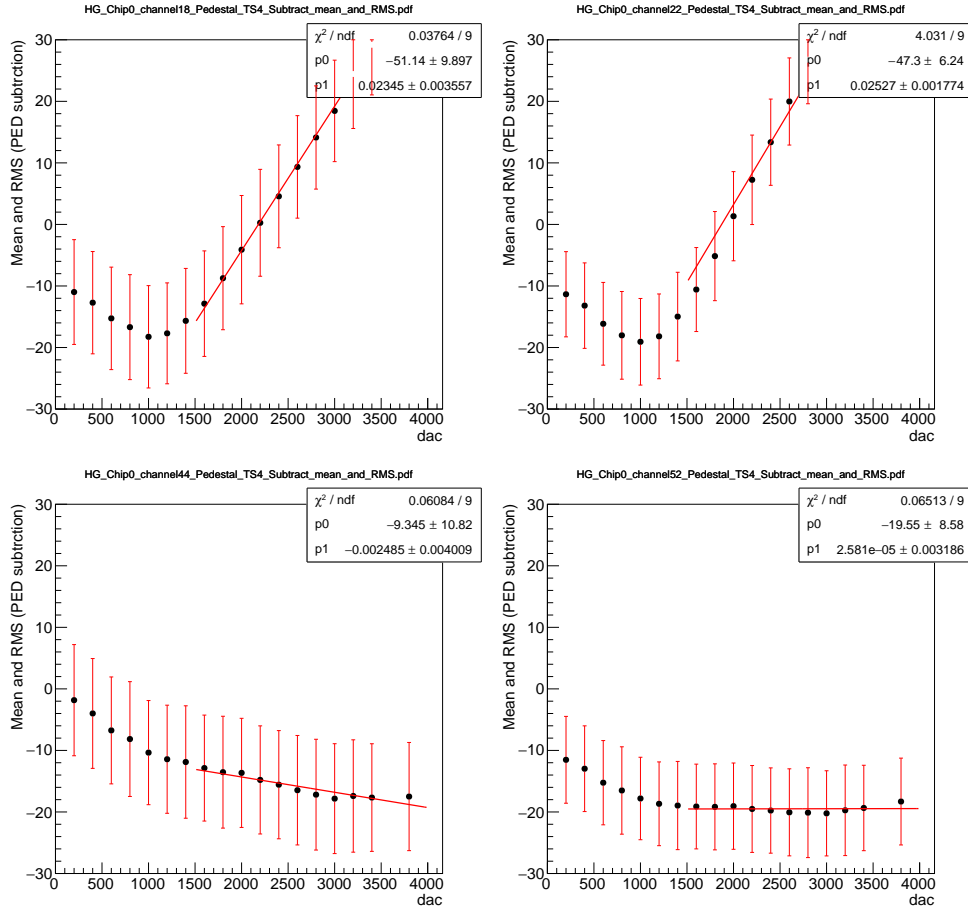 HG_Chip0_channel18_Pedestal_TS4_Subtract_mean_and_RMS.pdf
χ² / ndf 0.03764 / 9
p0 −51.14 ± 9.897
p1 0.02345 ± 0.003557
Mean and RMS (PED subtrction)
30
20
10
0
−10
−20
−30
0 500 1000 1500 2000 2500 3000 3500 4000
dac
HG_Chip0_channel22_Pedestal_TS4_Subtract_mean_and_RMS.pdf
χ² / ndf 4.031 / 9
p0 −47.3 ± 6.24
p1 0.02527 ± 0.001774
Mean and RMS (PED subtrction)
30
20
10
0
−10
−20
−30
0 500 1000 1500 2000 2500 3000 3500 4000
dac
HG_Chip0_channel44_Pedestal_TS4_Subtract_mean_and_RMS.pdf
χ² / ndf 0.06084 / 9
p0 −9.345 ± 10.82
p1 −0.002485 ± 0.004009
Mean and RMS (PED subtrction)
30
20
10
0
−10
−20
−30
0 500 1000 1500 2000 2500 3000 3500 4000
dac
HG_Chip0_channel52_Pedestal_TS4_Subtract_mean_and_RMS.pdf
χ² / ndf 0.06513 / 9
p0 −19.55 ± 8.58
p1 2.581e−05 ± 0.003186
Mean and RMS (PED subtrction)
30
20
10
0
−10
−20
−30
0 500 1000 1500 2000 2500 3000 3500 4000
dac